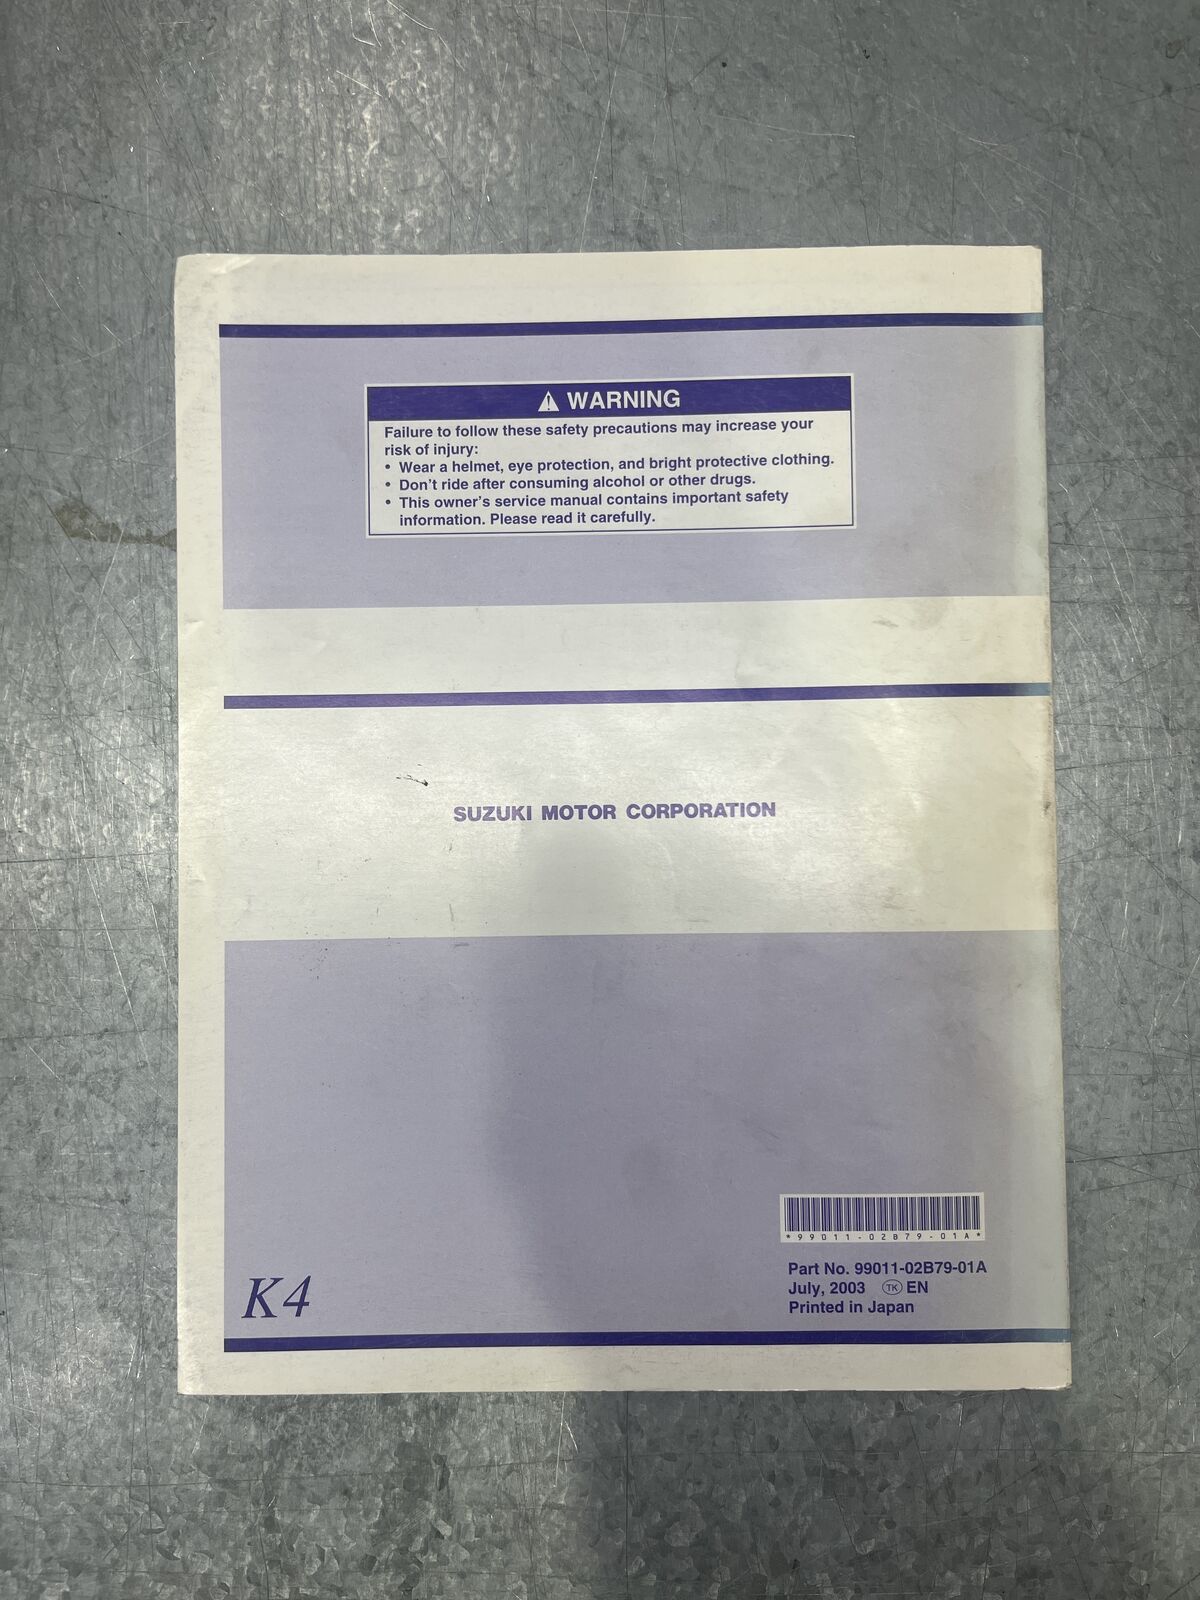 WARNING
Failure to follow these safety precautions may increase your
risk of injury:
• Wear a helmet, eye protection, and bright protective clothing.
• Don't ride after consuming alcohol or other drugs.
• This owner's service manual contains important safety
information. Please read it carefully.
SUZUKI MOTOR CORPORATION
*99011-02B79-01A*
Part No. 99011-02B79-01A
July, 2003 TK EN
Printed in Japan
K4